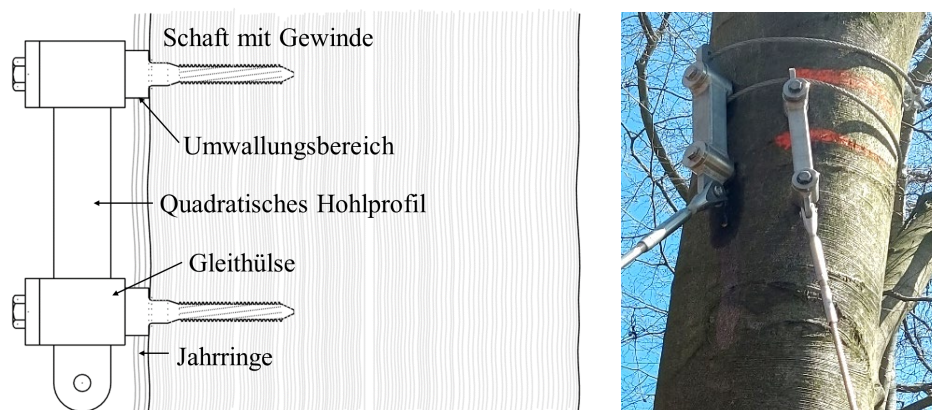 Schaft mit Gewinde
Umwallungsbereich
Quadratisches Hohlprofil
Gleithülse
Jahrringe